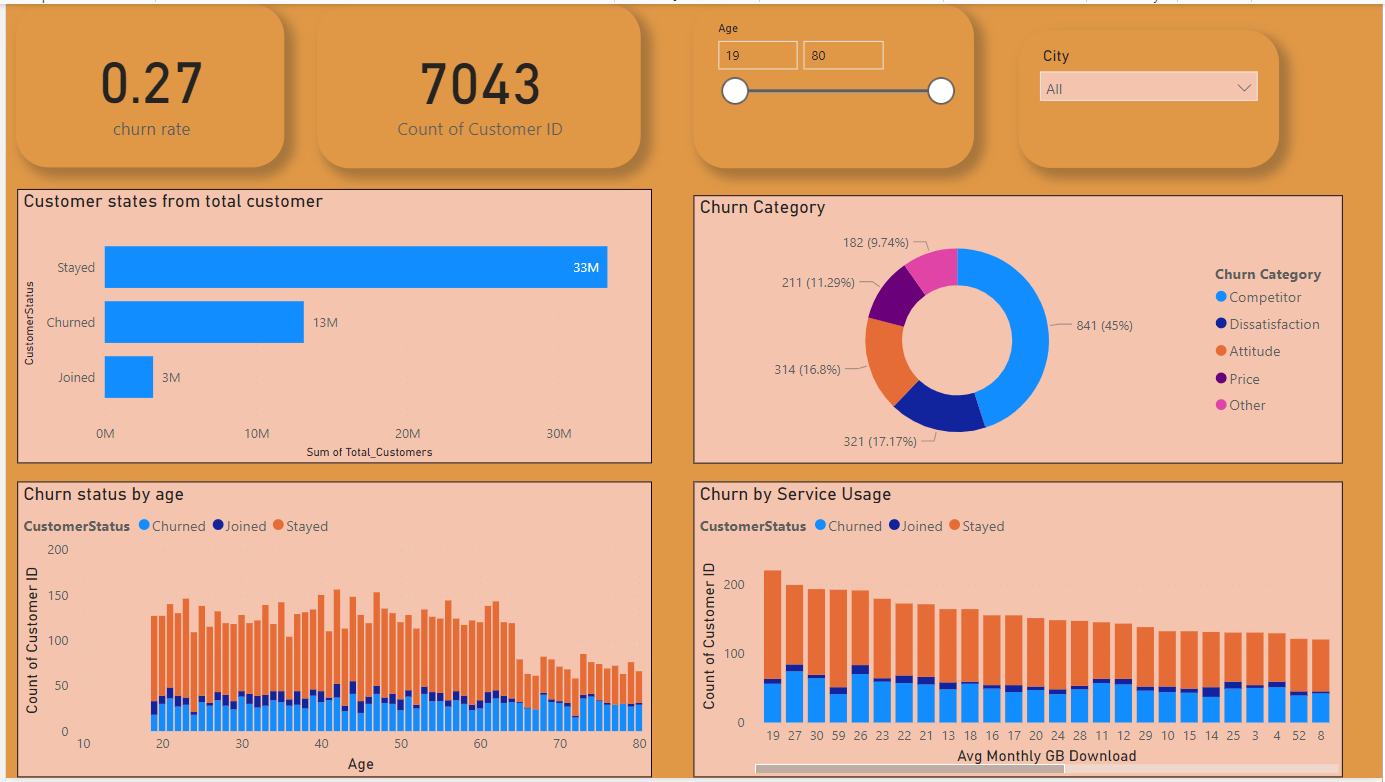 0.27
churn rate
7043
Count of Customer ID
Age
19 80
City
All
Customer states from total customer
CustomerStatus
Stayed 33M
Churned 13M
Joined 3M
0M 10M 20M 30M
Sum of Total_Customers
Churn Category
182 (9.74%)
211 (11.29%)
314 (16.8%)
321 (17.17%)
841 (45%)
Churn Category
Competitor
Dissatisfaction
Attitude
Price
Other
Churn status by age
CustomerStatus Churned Joined Stayed
Count of Customer ID
200
150
100
50
0
10 20 30 40 50 60 70 80
Age
Churn by Service Usage
CustomerStatus Churned Joined Stayed
Count of Customer ID
200
100
0
19 27 30 59 26 23 22 21 13 18 16 17 20 24 28 11 12 29 10 15 14 25 3 4 52 8
Avg Monthly GB Download